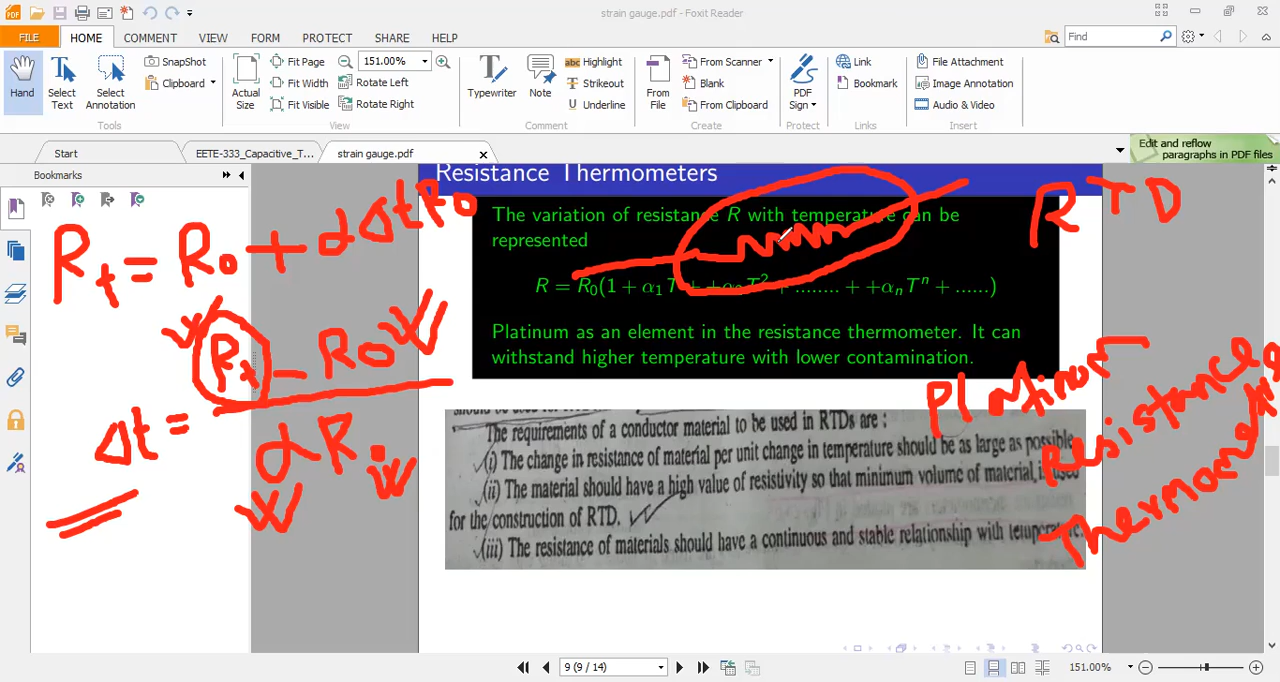 strain gauge.pdf - Foxit Reader
FILE HOME COMMENT VIEW FORM PROTECT SHARE HELP
Find
Hand
Select Text
Select Annotation
SnapShot
Clipboard
Actual Size
Fit Page
Fit Width
Fit Visible
151.00%
Rotate Left
Rotate Right
Typewriter
Note
Highlight
Strikeout
Underline
From File
From Scanner
Blank
From Clipboard
PDF Sign
Link
Bookmark
File Attachment
Image Annotation
Audio & Video
Tools View Comment Create Protect Links Insert
Start
EETE-333_Capacitive_T...
strain gauge.pdf
Edit and reflow
paragraphs in PDF files
Bookmarks
Resistance Thermometers
The variation of resistance R with temperature can be
represented
R = R₀(1 + α₁T + +α₂T² + ........ + +αₙTⁿ + ......)
Platinum as an element in the resistance thermometer. It can
withstand higher temperature with lower contamination.
should be used for
The requirements of a conductor material to be used in RTDs are :
(i) The change in resistance of material per unit change in temperature should be as large as possible
(ii) The material should have a high value of resistivity so that minimum volume of material, is used
for the construction of RTD.
(iii) The resistance of materials should have a continuous and stable relationship with temperature.
Rt = R0 + αΔtR0
Δt = Rt - R0
αR0
RTD
Platinom
Resistance
Thermometer
9 (9 / 14)
151.00%